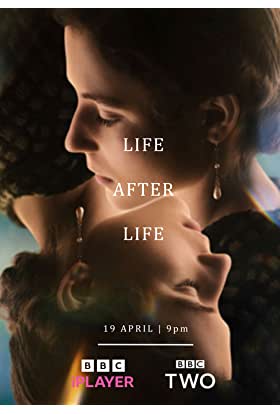 LIFE
AFTER
LIFE
19 APRIL | 9pm
BBC BBC
iPLAYER TWO